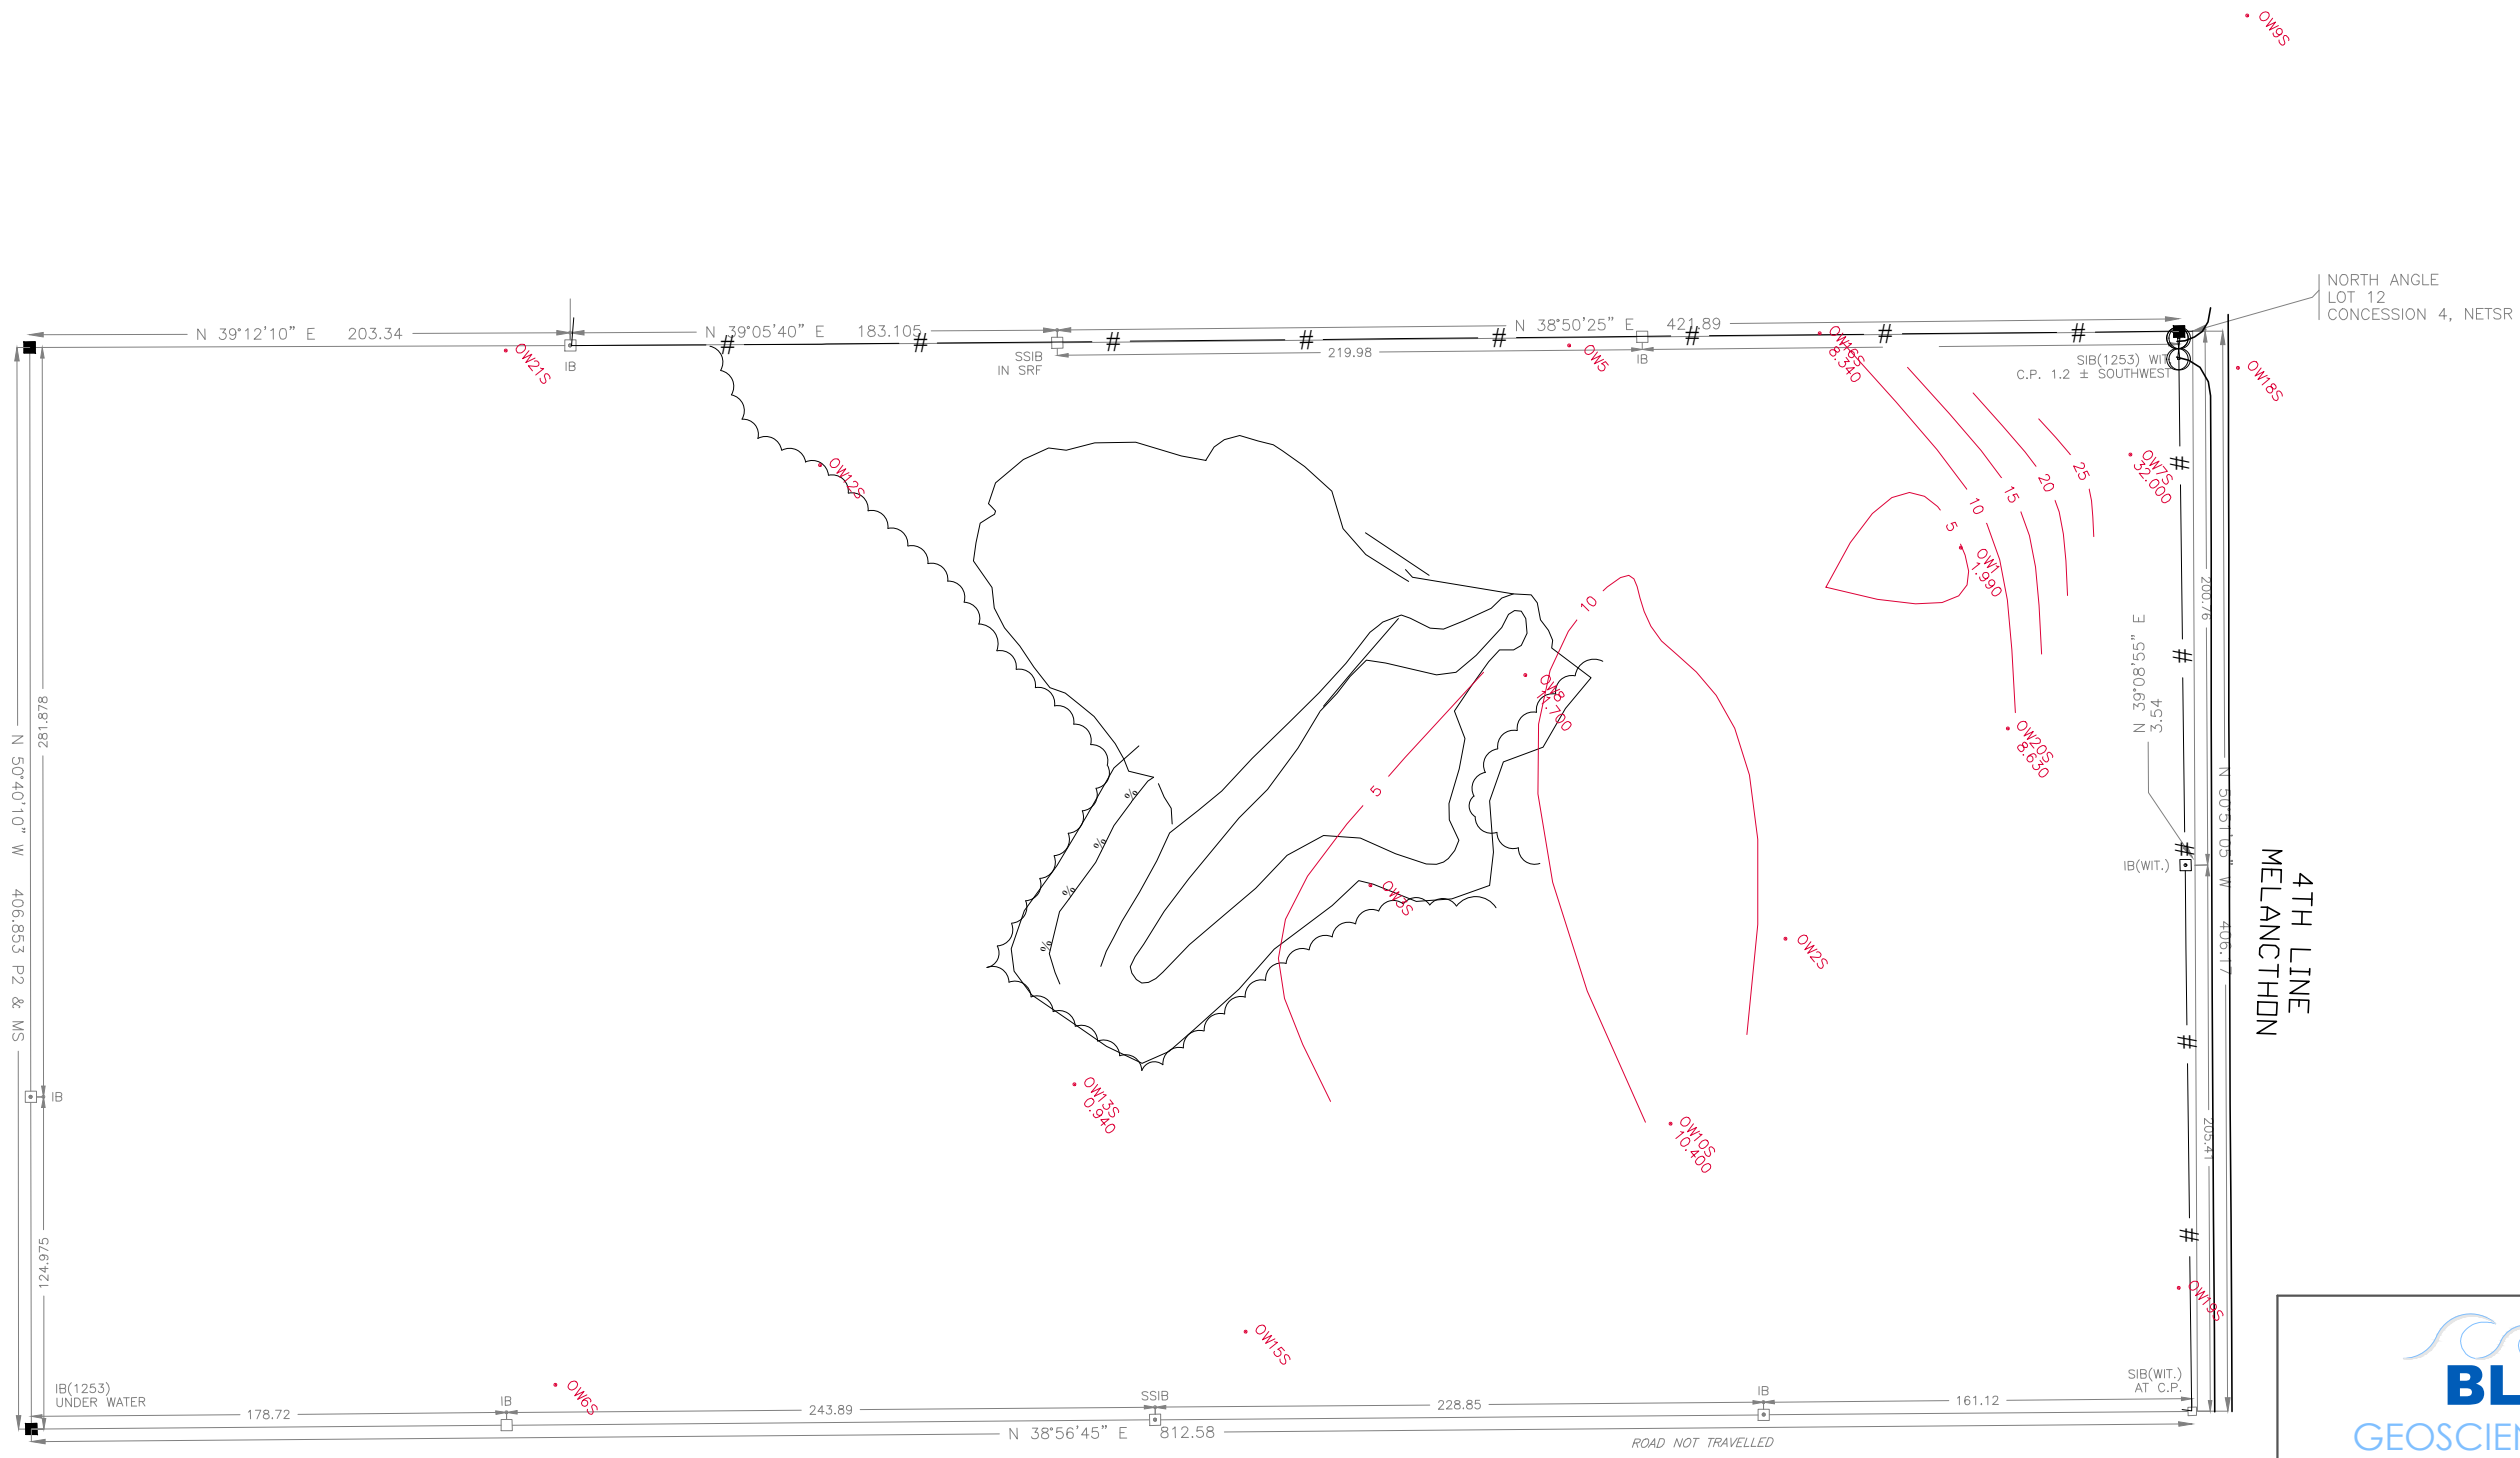 OW9S
NORTH ANGLE
LOT 12
CONCESSION 4, NETSR
N 39°12'10" E 203.34
N 39°05'40" E 183.105
N 38°50'25" E 421.89
SSIB
IN SRF
219.98
IB
IB
OW21S
OW5
OW16S
8.340
SIB(1253) WIT
C.P. 1.2 ± SOUTHWEST
OW18S
OW12S
OW7S
32.000
25
20
15
10
5
OW1
1.990
10
200.76
N 39°08'55" E
3.54
OW8
11.700
OW20S
8.630
281.878
N 50°40'10" W 406.853 P2 & MS
N 50°51'05" W 406.17
5
IB(WIT.)
4TH LINE
MELANCTHON
OW3S
OW2S
IB
OW13S
0.940
OW10S
10.400
205.41
124.975
OW19S
OW15S
OW6S
IB(1253)
UNDER WATER
IB
SSIB
IB
SIB(WIT.)
AT C.P.
178.72
243.89
228.85
161.12
N 38°56'45" E 812.58
ROAD NOT TRAVELLED
BL
GEOSCIEN